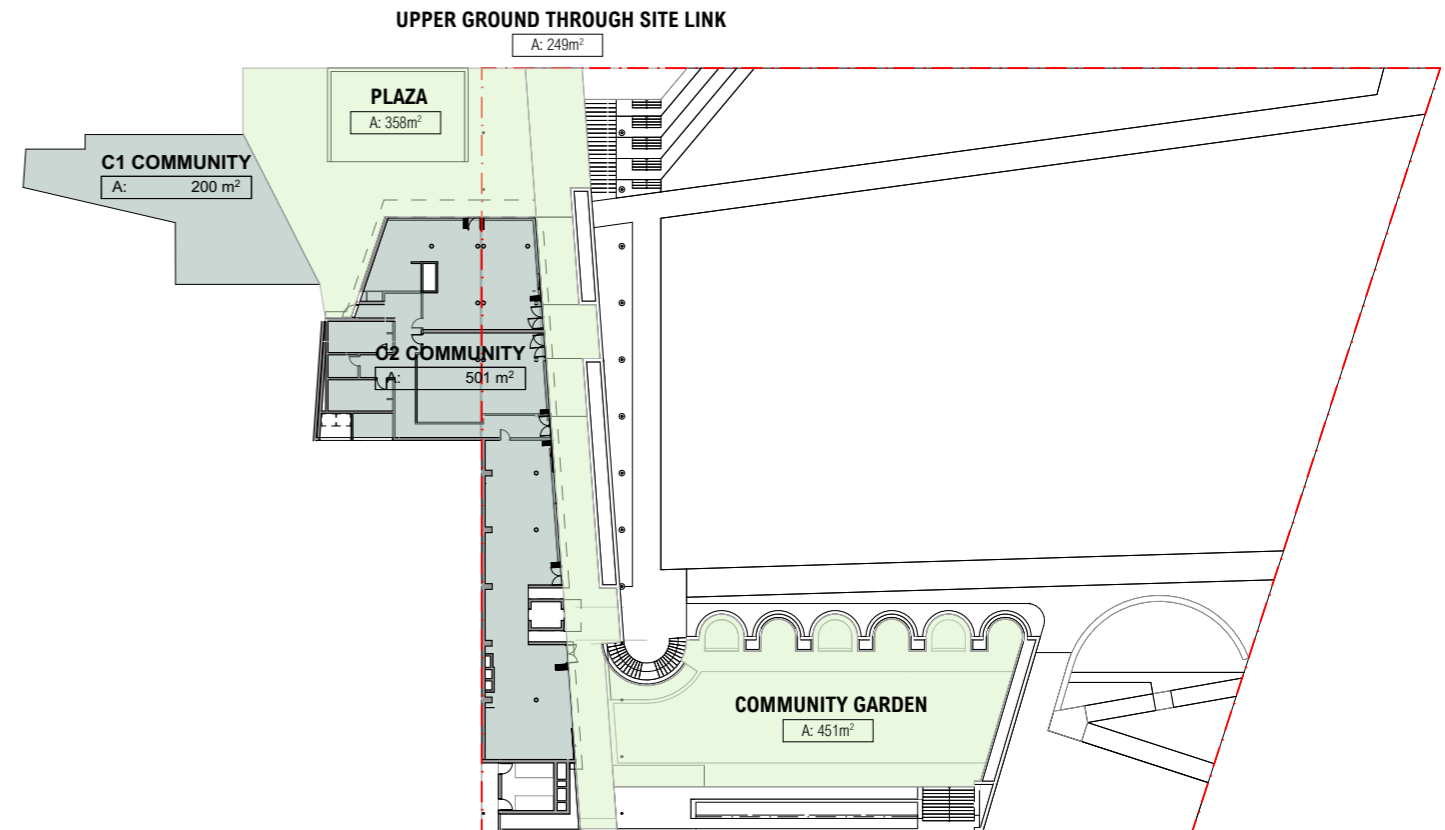 UPPER GROUND THROUGH SITE LINK
A: 249m²
PLAZA
A: 358m²
C1 COMMUNITY
A: 200 m²
C2 COMMUNITY
A: 501 m²
COMMUNITY GARDEN
A: 451m²